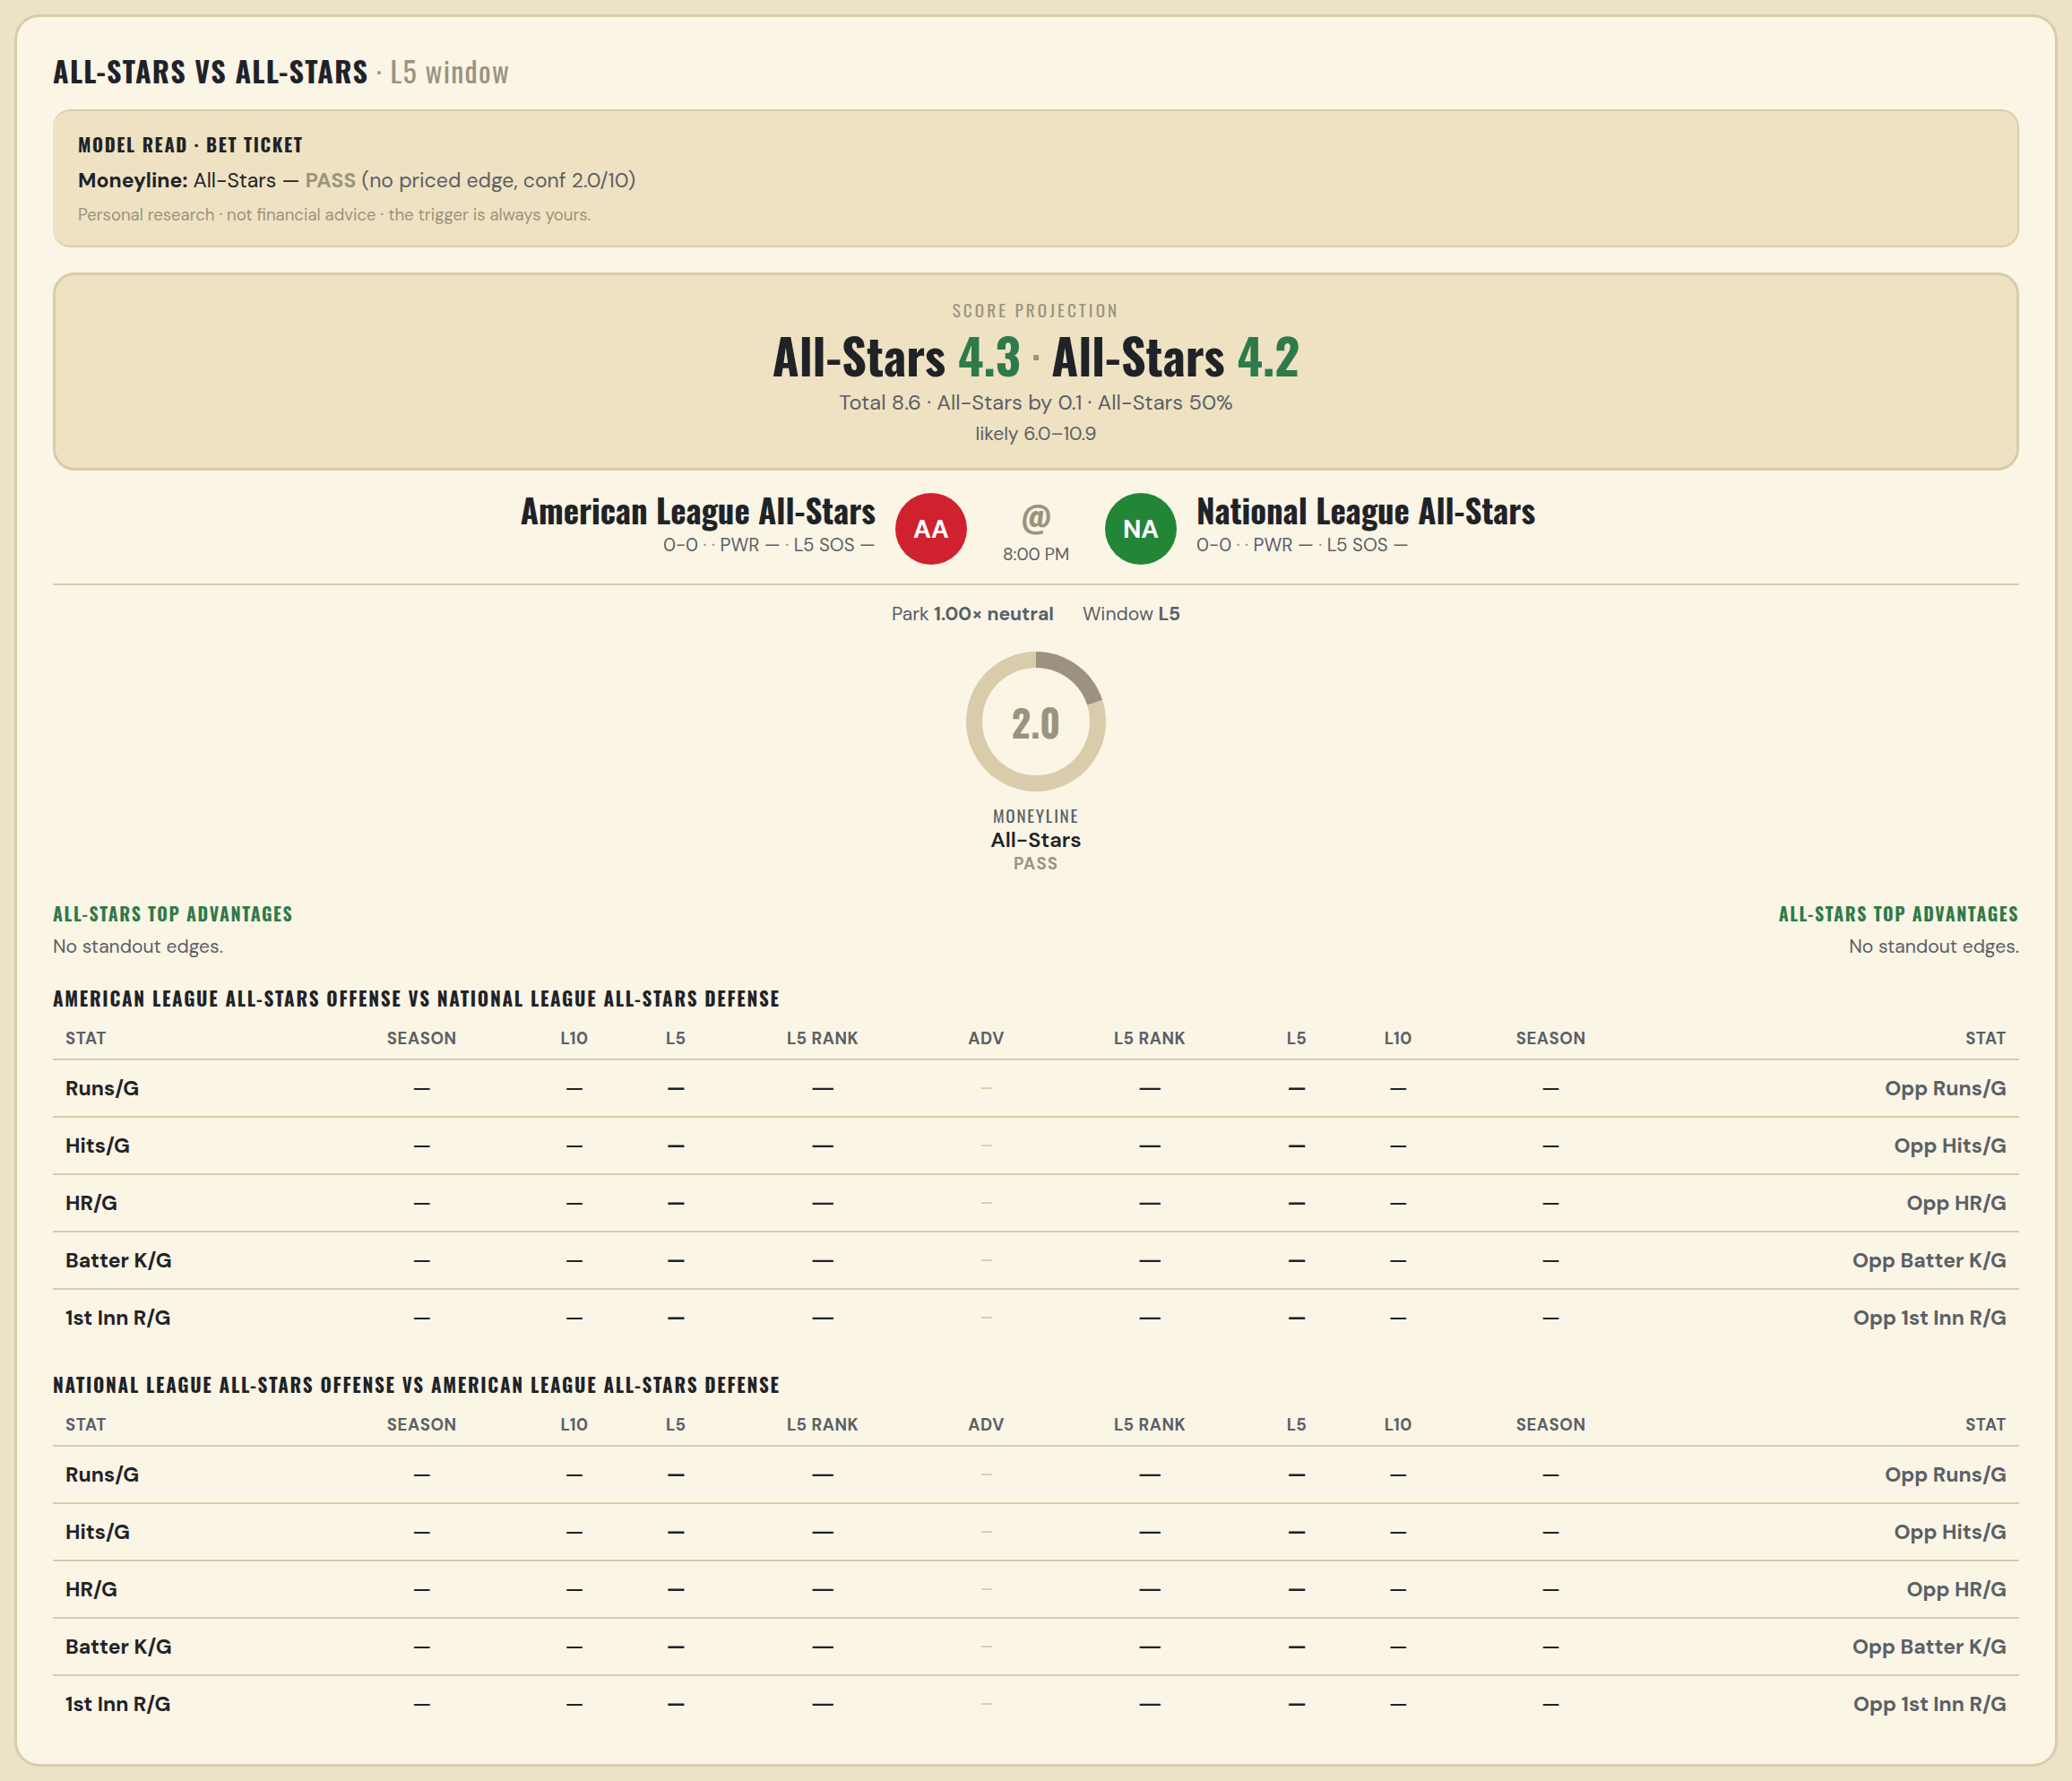 ALL-STARS VS ALL-STARS · L5 window
MODEL READ · BET TICKET
Moneyline: All-Stars — PASS (no priced edge, conf 2.0/10)
Personal research · not financial advice · the trigger is always yours.
SCORE PROJECTION
All-Stars 4.3 · All-Stars 4.2
Total 8.6 · All-Stars by 0.1 · All-Stars 50%
likely 6.0–10.9
American League All-Stars
0-0 · · PWR — · L5 SOS —
AA
@
8:00 PM
NA
National League All-Stars
0-0 · · PWR — · L5 SOS —
Park 1.00× neutral Window L5
2.0
MONEYLINE
All-Stars
PASS
ALL-STARS TOP ADVANTAGES
No standout edges.
ALL-STARS TOP ADVANTAGES
No standout edges.
AMERICAN LEAGUE ALL-STARS OFFENSE VS NATIONAL LEAGUE ALL-STARS DEFENSE
STAT SEASON L10 L5 L5 RANK ADV L5 RANK L5 L10 SEASON STAT
Runs/G — — — — – — — — — Opp Runs/G
Hits/G — — — — – — — — — Opp Hits/G
HR/G — — — — – — — — — Opp HR/G
Batter K/G — — — — – — — — — Opp Batter K/G
1st Inn R/G — — — — – — — — — Opp 1st Inn R/G
NATIONAL LEAGUE ALL-STARS OFFENSE VS AMERICAN LEAGUE ALL-STARS DEFENSE
STAT SEASON L10 L5 L5 RANK ADV L5 RANK L5 L10 SEASON STAT
Runs/G — — — — – — — — — Opp Runs/G
Hits/G — — — — – — — — — Opp Hits/G
HR/G — — — — – — — — — Opp HR/G
Batter K/G — — — — – — — — — Opp Batter K/G
1st Inn R/G — — — — – — — — — Opp 1st Inn R/G